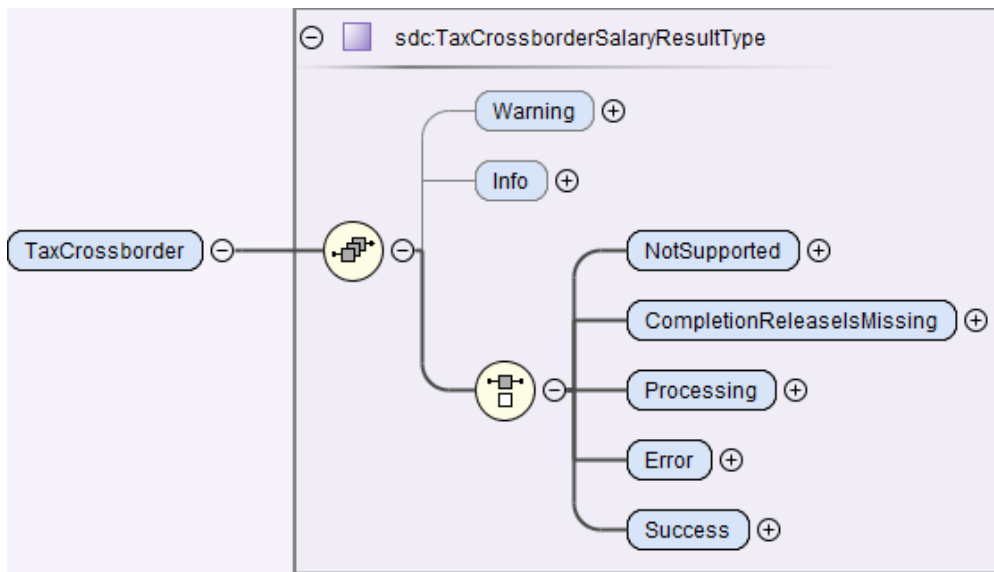 sdc:TaxCrossborderSalaryResultType
Warning
Info
TaxCrossborder
NotSupported
CompletionReleaseIsMissing
Processing
Error
Success